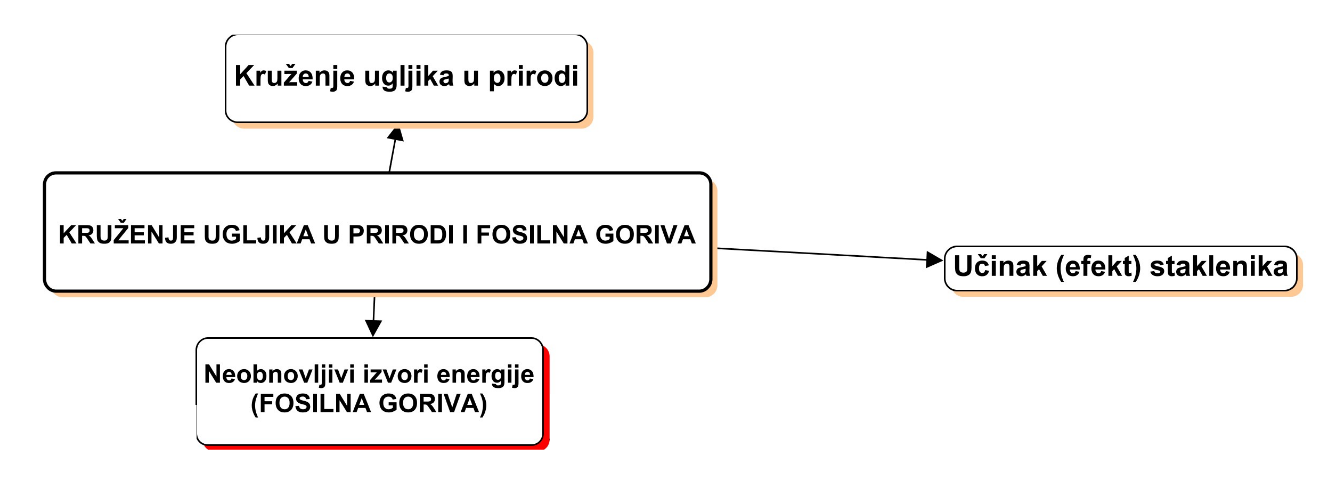 Kruženje ugljika u prirodi
KRUŽENJE UGLJIKA U PRIRODI I FOSILNA GORIVA
Učinak (efekt) staklenika
Neobnovljivi izvori energije
(FOSILNA GORIVA)